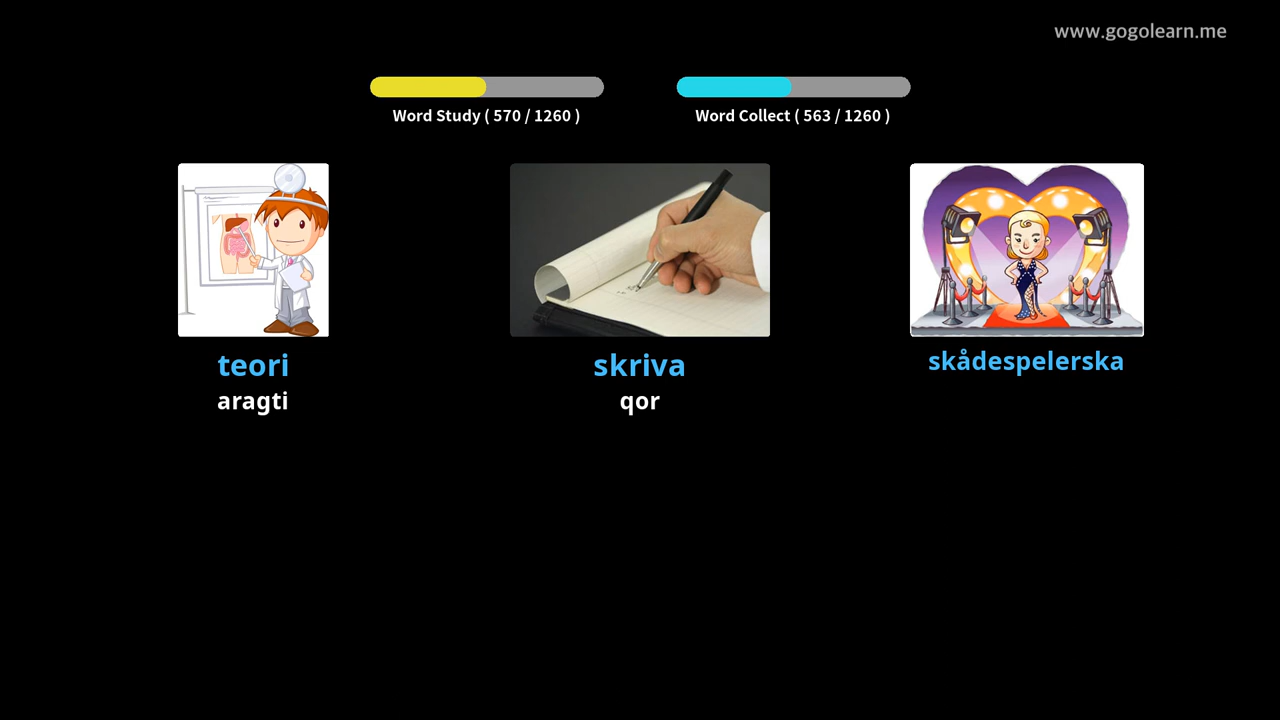 www.gogolearn.me
Word Study ( 570 / 1260 )
Word Collect ( 563 / 1260 )
teori
aragti
skriva
qor
skådespelerska